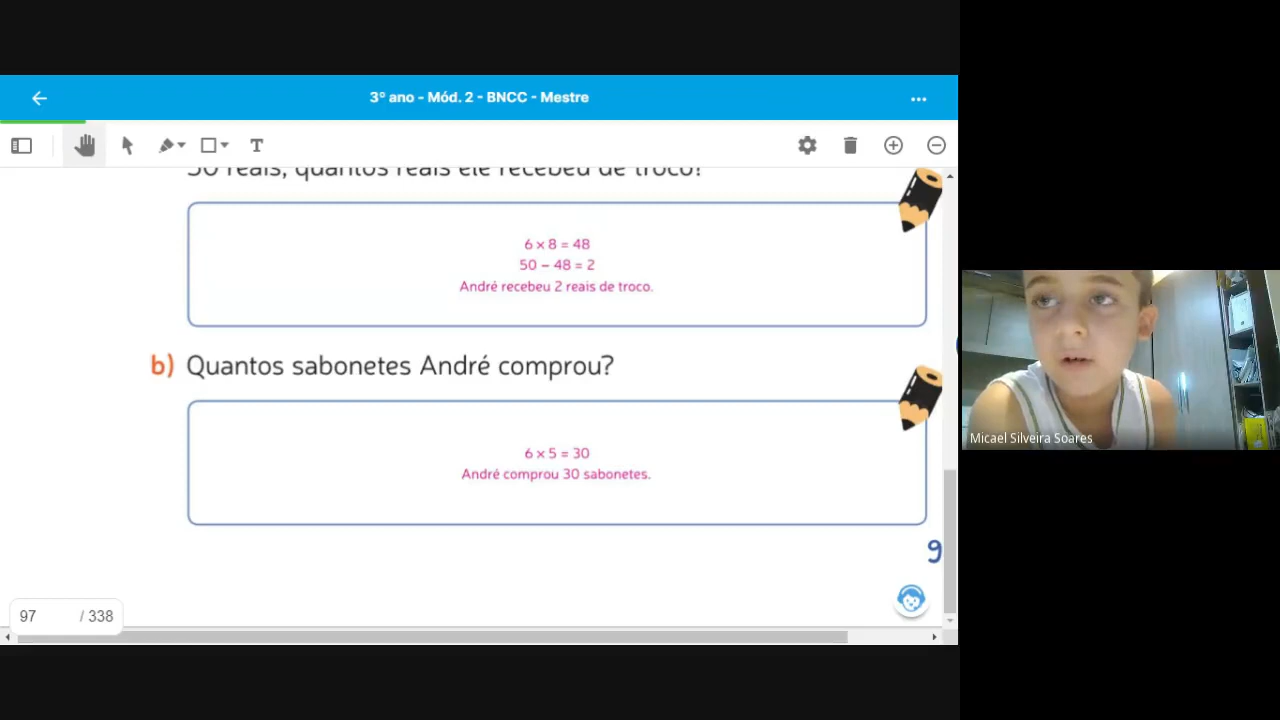 3º ano - Mód. 2 - BNCC - Mestre
T
50 reais, quantos reais ele recebeu de troco?
6 x 8 = 48
50 – 48 = 2
André recebeu 2 reais de troco.
b) Quantos sabonetes André comprou?
6 x 5 = 30
André comprou 30 sabonetes.
9
97 / 338
Micael Silveira Soares